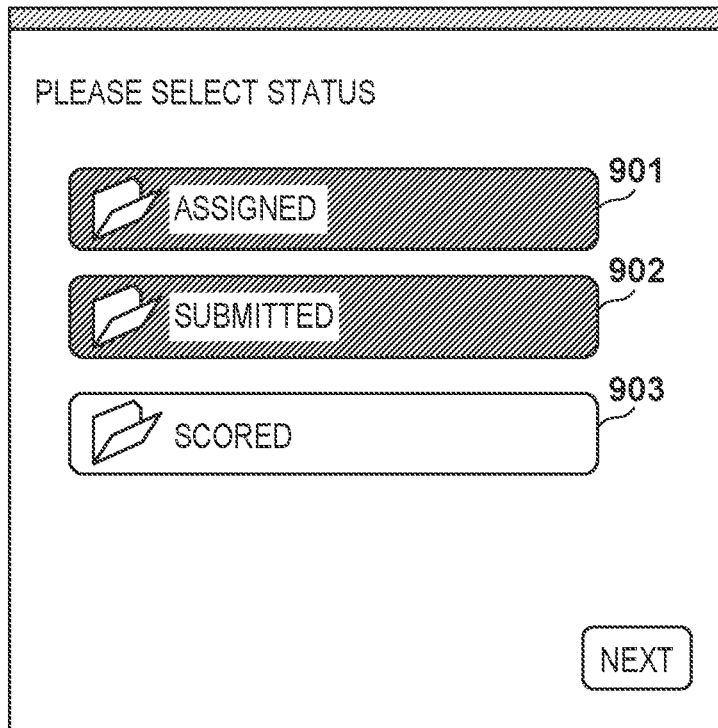 PLEASE SELECT STATUS
901
ASSIGNED
902
SUBMITTED
903
SCORED
NEXT